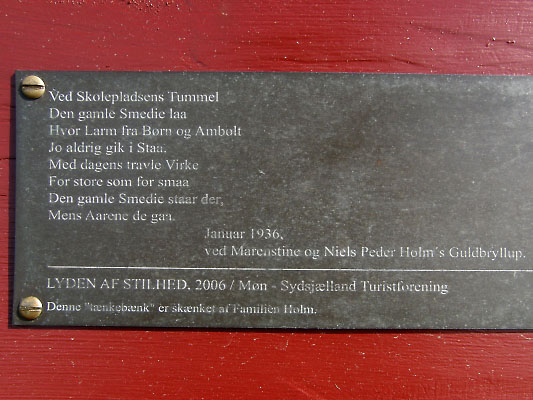 Ved Skolepladsens Tummel
Den gamle Smedie laa
Hvor Larm fra Børn og Ambolt
Jo aldrig gik i Staa.
Med dagens travle Virke
For store som for smaa
Den gamle Smedie staar der,
Mens Aarene de gaa.
Januar 1936,
ved Marenstine og Niels Peder Holm's Guldbryllup.
LYDEN AF STILHED, 2006 / Møn - Sydsjælland Turistforening
Denne "tænkebænk" er skænket af Familien Holm.